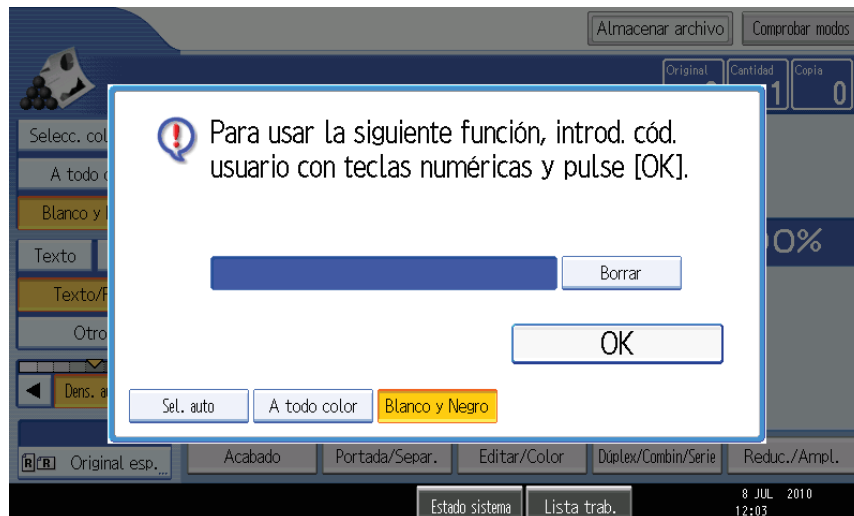 Almacenar archivo Comprobar modos
Original Cantidad Copia
1 0
Selecc. col
A todo
Blanco y
Texto
Texto/F
Otro
Dens. a
Para usar la siguiente función, introd. cód.
usuario con teclas numéricas y pulse [OK].
Borrar
OK
Sel. auto A todo color Blanco y Negro
0%
R R Original esp. Acabado Portada/Separ. Editar/Color Dúplex/Combin/Serie Reduc./Ampl.
Estado sistema Lista trab. 8 JUL 2010
12:03